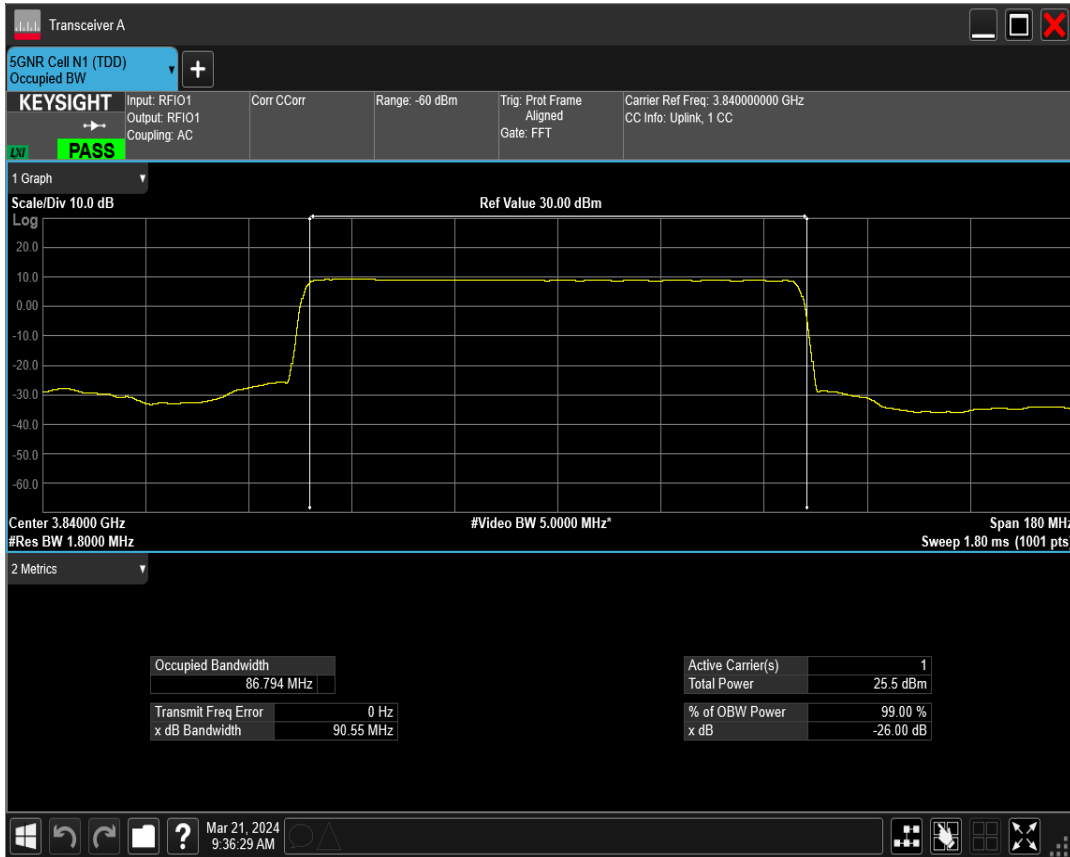 Transceiver A
5GNR Cell N1 (TDD)
Occupied BW
KEYSIGHT
LXI
PASS
Input: RFIO1
Output: RFIO1
Coupling: AC
Corr CCorr
Range: -60 dBm
Trig: Prot Frame
Aligned
Gate: FFT
Carrier Ref Freq: 3.840000000 GHz
CC Info: Uplink, 1 CC
1 Graph
Scale/Div 10.0 dB
Ref Value 30.00 dBm
Log
20.0
10.0
0.00
-10.0
-20.0
-30.0
-40.0
-50.0
-60.0
Center 3.84000 GHz
#Video BW 5.0000 MHz*
Span 180 MHz
#Res BW 1.8000 MHz
Sweep 1.80 ms (1001 pts)
2 Metrics
Occupied Bandwidth
86.794 MHz
Transmit Freq Error 0 Hz
x dB Bandwidth 90.55 MHz
Active Carrier(s) 1
Total Power 25.5 dBm
% of OBW Power 99.00 %
x dB -26.00 dB
?
Mar 21, 2024
9:36:29 AM